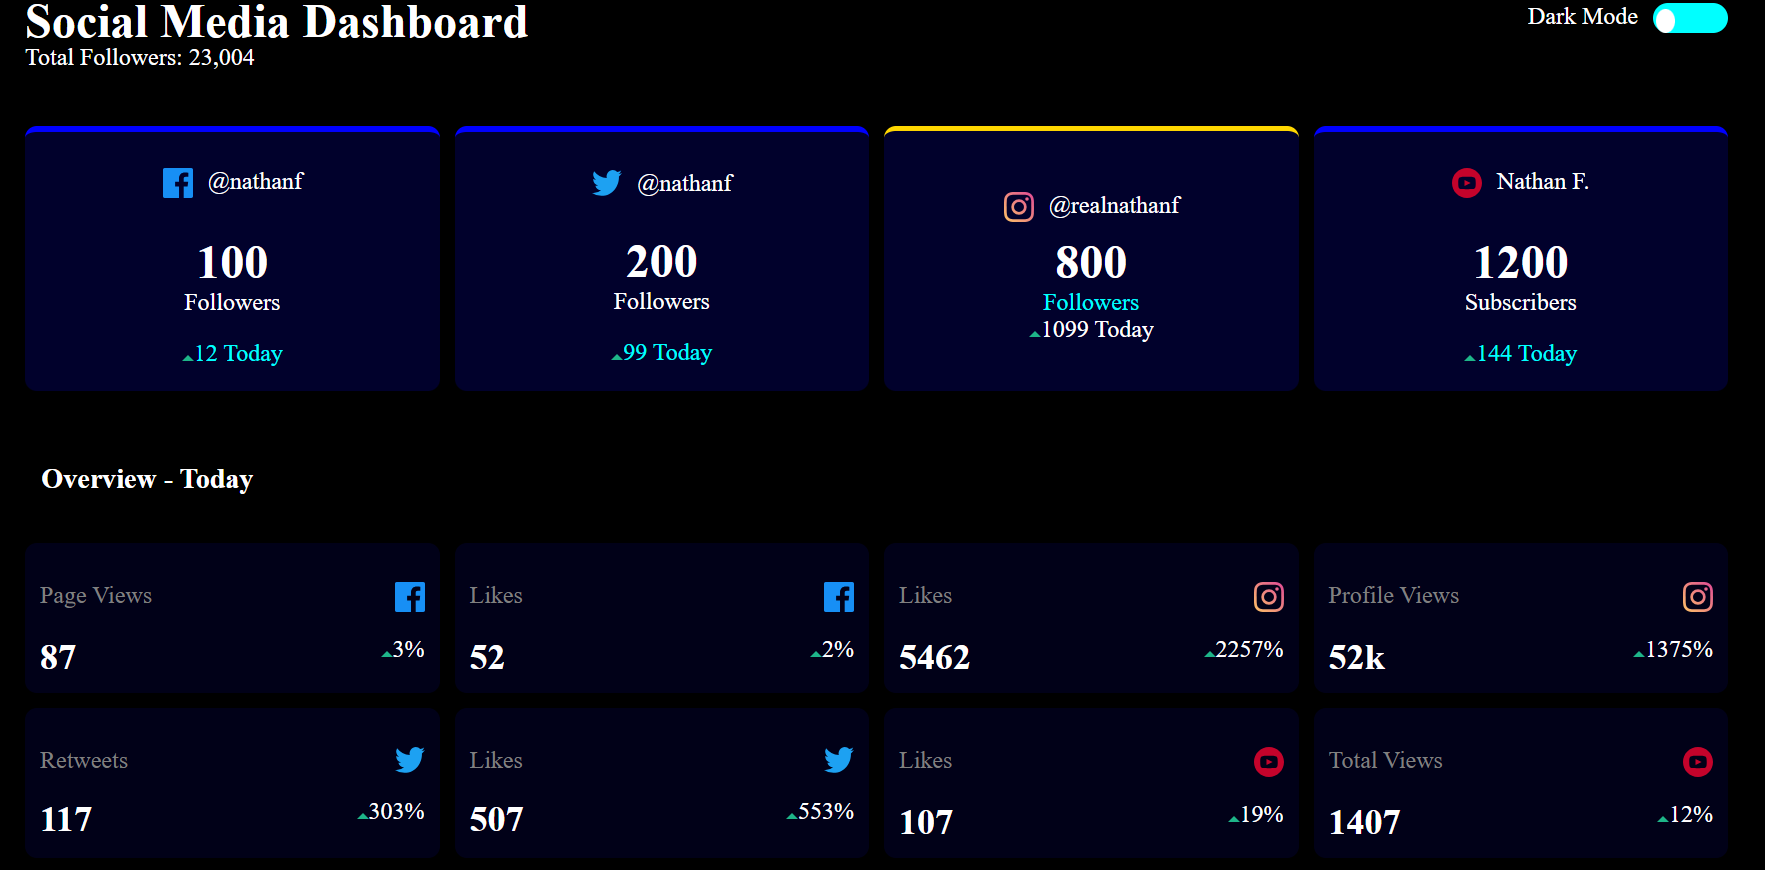 Social Media Dashboard
Total Followers: 23,004
Dark Mode
@nathanf
100
Followers
12 Today
@nathanf
200
Followers
99 Today
@realnathanf
800
Followers
1099 Today
Nathan F.
1200
Subscribers
144 Today
Overview - Today
Page Views
87
3%
Likes
52
2%
Likes
5462
2257%
Profile Views
52k
1375%
Retweets
117
303%
Likes
507
553%
Likes
107
19%
Total Views
1407
12%